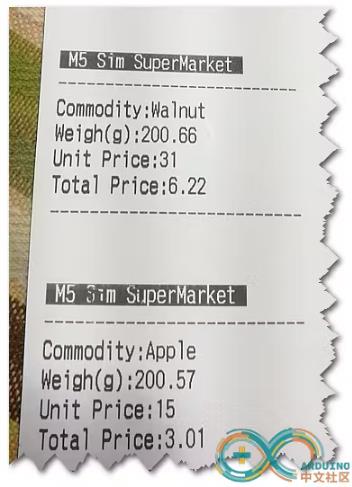 M5 Sim SuperMarket
Commodity:Walnut
Weigh(g):200.66
Unit Price:31
Total Price:6.22
M5 Sim SuperMarket
Commodity:Apple
Weigh(g):200.57
Unit Price:15
Total Price:3.01
ARDUINO
中文社区